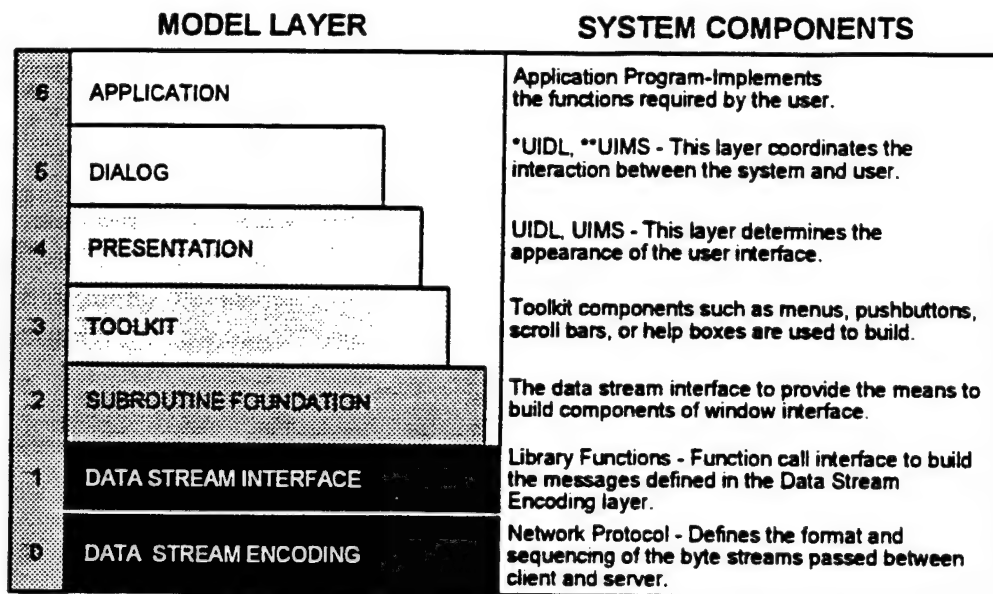 MODEL LAYER
SYSTEM COMPONENTS
6
APPLICATION
Application Program-Implements
the functions required by the user.
5
DIALOG
*UIDL, **UIMS - This layer coordinates the
interaction between the system and user.
4
PRESENTATION
UIDL, UIMS - This layer determines the
appearance of the user interface.
3
TOOLKIT
Toolkit components such as menus, pushbuttons,
scroll bars, or help boxes are used to build.
2
SUBROUTINE FOUNDATION
The data stream interface to provide the means to
build components of window interface.
1
DATA STREAM INTERFACE
Library Functions - Function call interface to build
the messages defined in the Data Stream
Encoding layer.
0
DATA STREAM ENCODING
Network Protocol - Defines the format and
sequencing of the byte streams passed between
client and server.